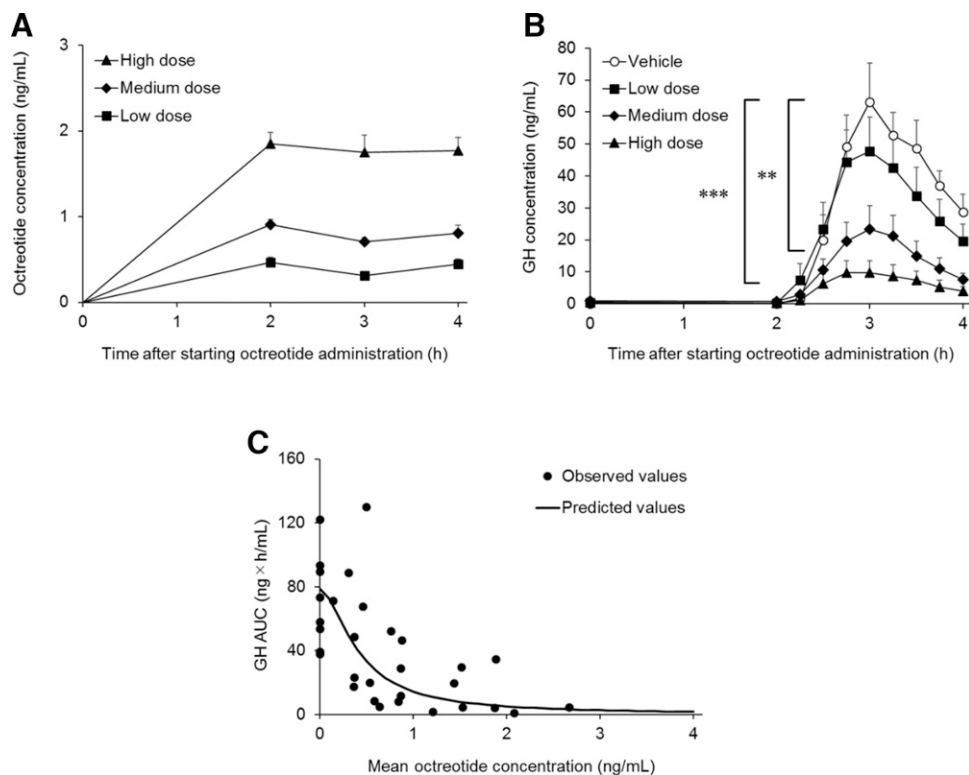 A
Octreotide concentration (ng/mL)
3
2
1
0
High dose
Medium dose
Low dose
0 1 2 3 4
Time after starting octreotide administration (h)
B
GH concentration (ng/mL)
80
70
60
50
40
30
20
10
0
Vehicle
Low dose
Medium dose
High dose
***
**
0 1 2 3 4
Time after starting octreotide administration (h)
C
GH AUC (ng × h/mL)
160
120
80
40
0
Observed values
Predicted values
0 1 2 3 4
Mean octreotide concentration (ng/mL)